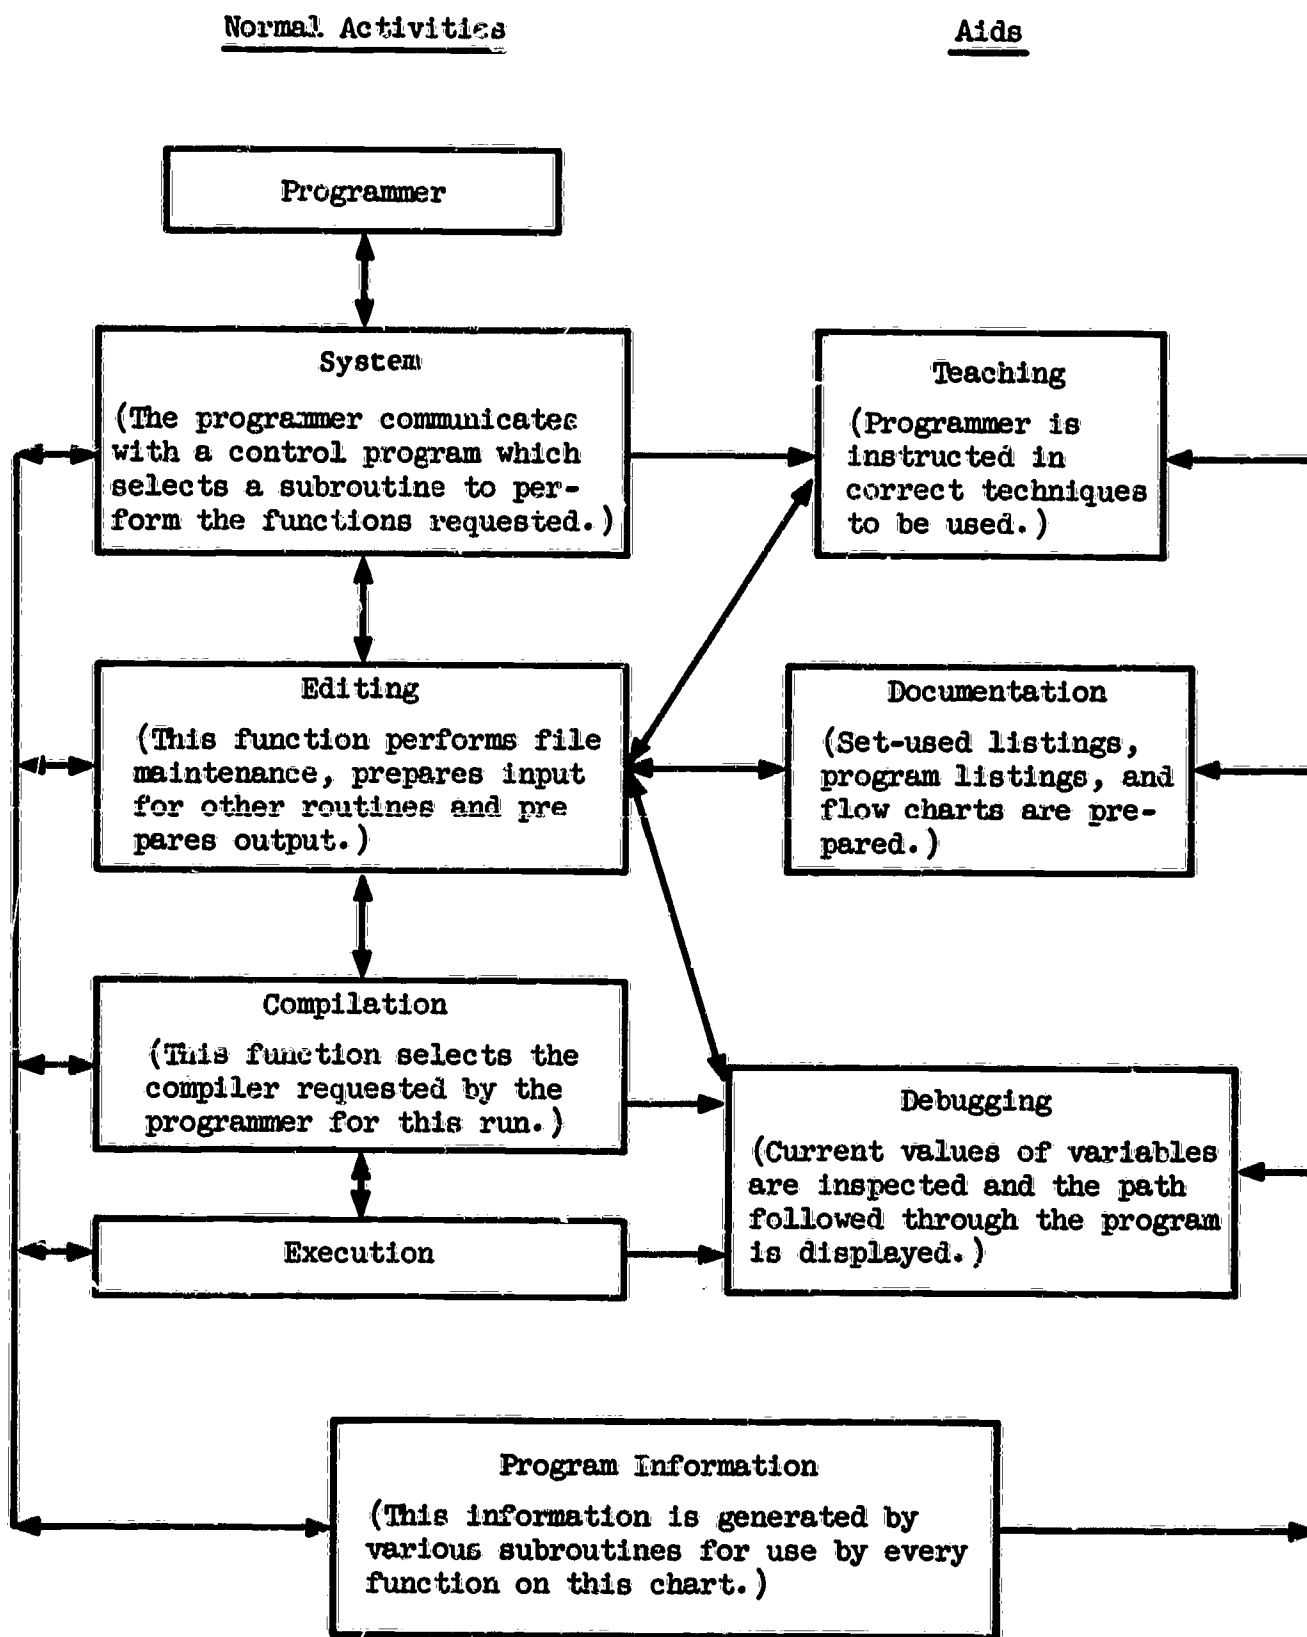 Normal Activities
Aids
Programmer
System
(The programmer communicates
with a control program which
selects a subroutine to per-
form the functions requested.)
Teaching
(Programmer is
instructed in
correct techniques
to be used.)
Editing
(This function performs file
maintenance, prepares input
for other routines and pre
pares output.)
Documentation
(Set-used listings,
program listings, and
flow charts are pre-
pared.)
Compilation
(This function selects the
compiler requested by the
programmer for this run.)
Debugging
(Current values of variables
are inspected and the path
followed through the program
is displayed.)
Execution
Program Information
(This information is generated by
various subroutines for use by every
function on this chart.)